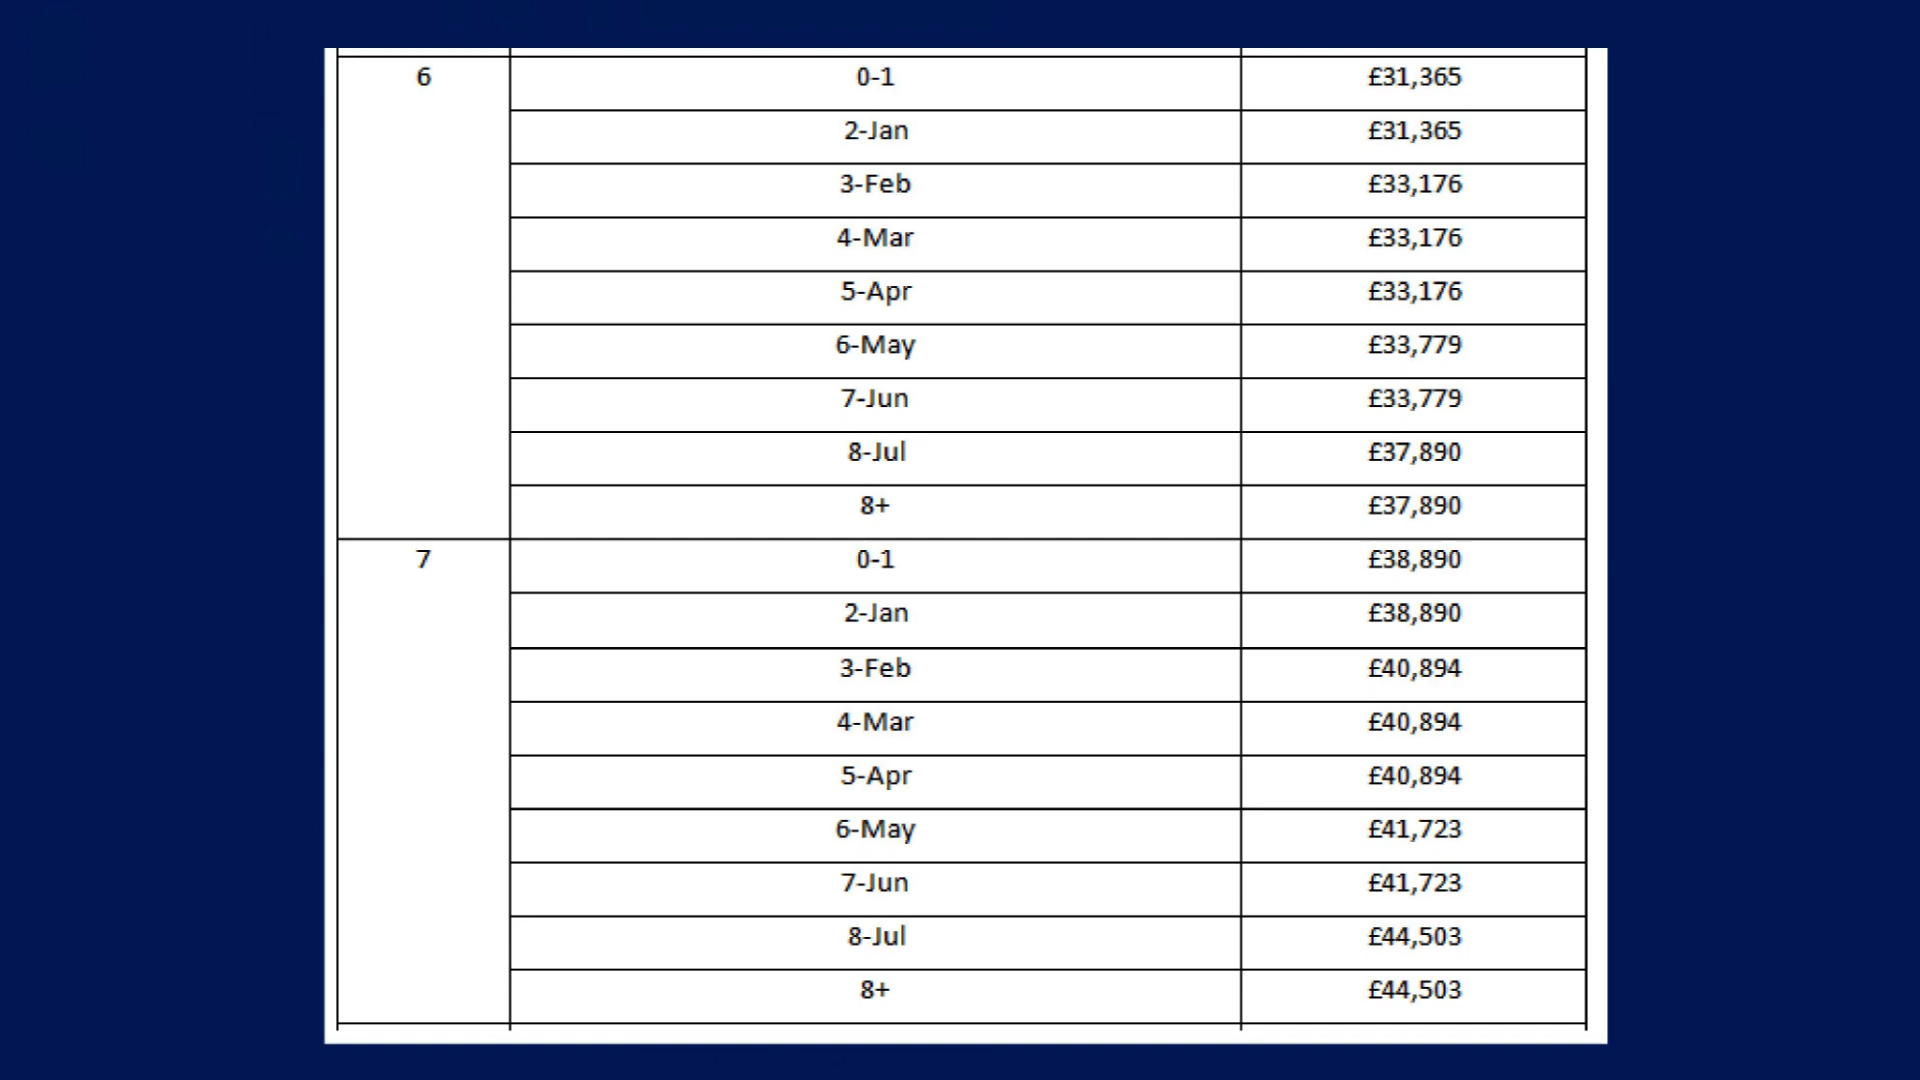 6 0-1 £31,365
2-Jan £31,365
3-Feb £33,176
4-Mar £33,176
5-Apr £33,176
6-May £33,779
7-Jun £33,779
8-Jul £37,890
8+ £37,890
7 0-1 £38,890
2-Jan £38,890
3-Feb £40,894
4-Mar £40,894
5-Apr £40,894
6-May £41,723
7-Jun £41,723
8-Jul £44,503
8+ £44,503